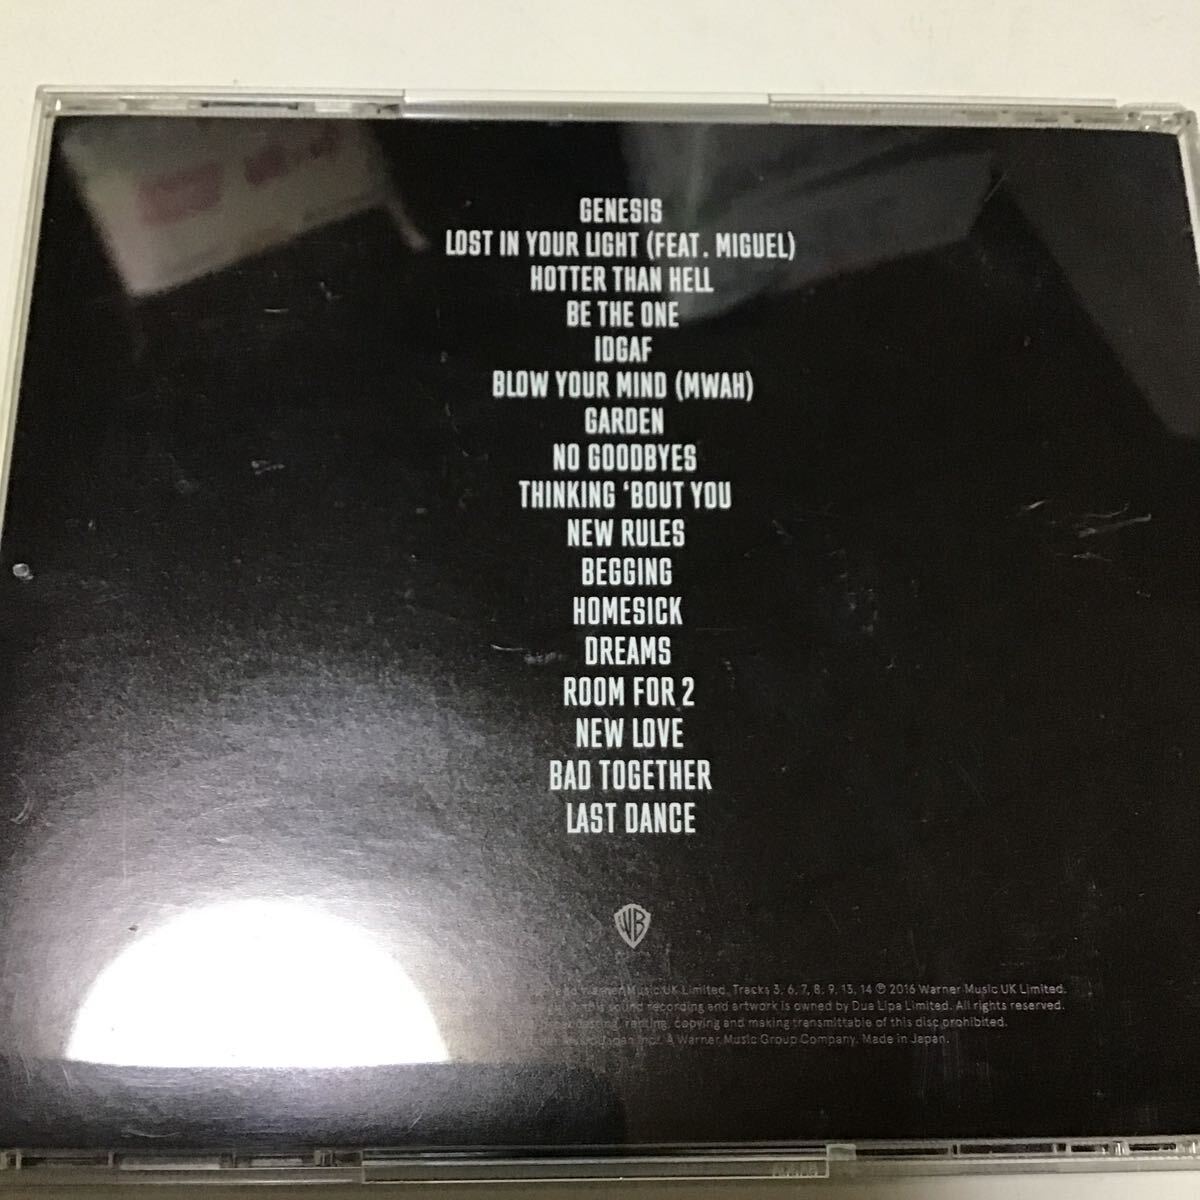 GENESIS
LOST IN YOUR LIGHT (FEAT. MIGUEL)
HOTTER THAN HELL
BE THE ONE
IDGAF
BLOW YOUR MIND (MWAH)
GARDEN
NO GOODBYES
THINKING ‘BOUT YOU
NEW RULES
BEGGING
HOMESICK
DREAMS
ROOM FOR 2
NEW LOVE
BAD TOGETHER
LAST DANCE
WB
Warner Music UK Limited. Tracks 3, 6, 7, 8, 9, 13, 14 ℗ 2016 Warner Music UK Limited.
sound recording and artwork is owned by Dua Lipa Limited. All rights reserved.
renting, copying and making transmittable of this disc prohibited.
A Warner Music Group Company. Made in Japan.